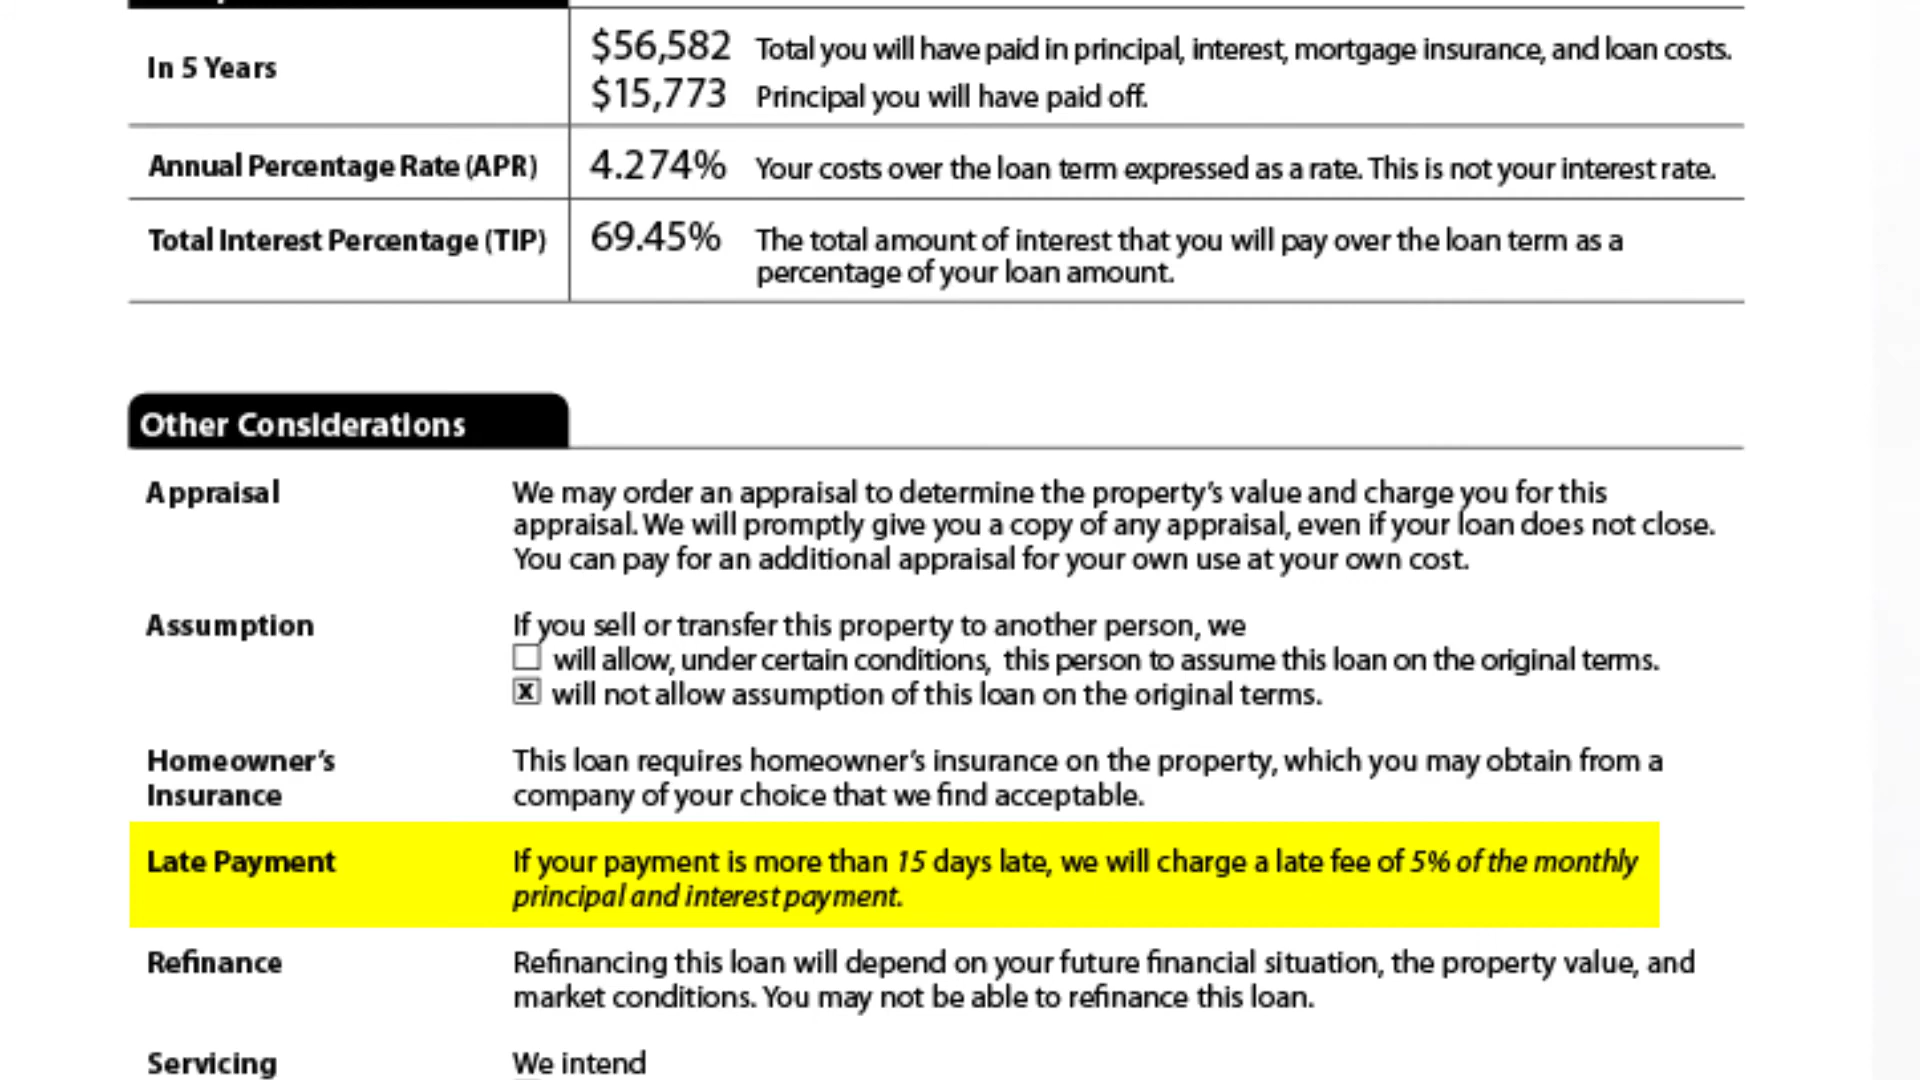 In 5 Years
$56,582 Total you will have paid in principal, interest, mortgage insurance, and loan costs.
$15,773 Principal you will have paid off.
Annual Percentage Rate (APR) 4.274% Your costs over the loan term expressed as a rate. This is not your interest rate.
Total Interest Percentage (TIP) 69.45% The total amount of interest that you will pay over the loan term as a
percentage of your loan amount.
Other Considerations
Appraisal We may order an appraisal to determine the property's value and charge you for this
appraisal. We will promptly give you a copy of any appraisal, even if your loan does not close.
You can pay for an additional appraisal for your own use at your own cost.
Assumption If you sell or transfer this property to another person, we
will allow, under certain conditions, this person to assume this loan on the original terms.
x will not allow assumption of this loan on the original terms.
Homeowner's This loan requires homeowner's insurance on the property, which you may obtain from a
Insurance company of your choice that we find acceptable.
Late Payment If your payment is more than 15 days late, we will charge a late fee of 5% of the monthly
principal and interest payment.
Refinance Refinancing this loan will depend on your future financial situation, the property value, and
market conditions. You may not be able to refinance this loan.
Servicing We intend